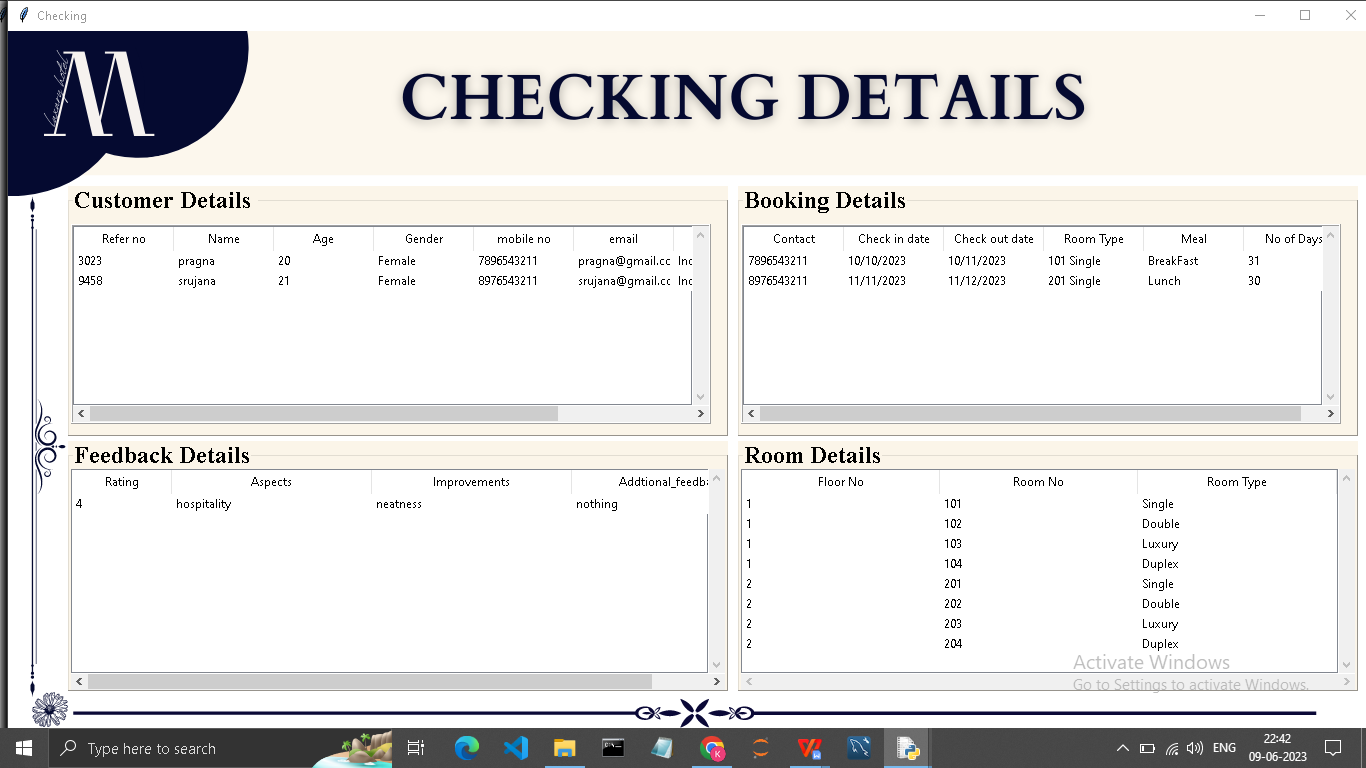 Checking
Luxury hotel
M
CHECKING DETAILS
Customer Details
Refer no Name Age Gender mobile no email
3023 pragna 20 Female 7896543211 pragna@gmail.cc Inc
9458 srujana 21 Female 8976543211 srujana@gmail.cc Inc
Booking Details
Contact Check in date Check out date Room Type Meal No of Days
7896543211 10/10/2023 10/11/2023 101 Single BreakFast 31
8976543211 11/11/2023 11/12/2023 201 Single Lunch 30
Feedback Details
Rating Aspects Improvements Addtional_feedba
4 hospitality neatness nothing
Room Details
Floor No Room No Room Type
1 101 Single
1 102 Double
1 103 Luxury
1 104 Duplex
2 201 Single
2 202 Double
2 203 Luxury
2 204 Duplex
Activate Windows
Go to Settings to activate Windows.
Type here to search
K
W
ENG
22:42
09-06-2023